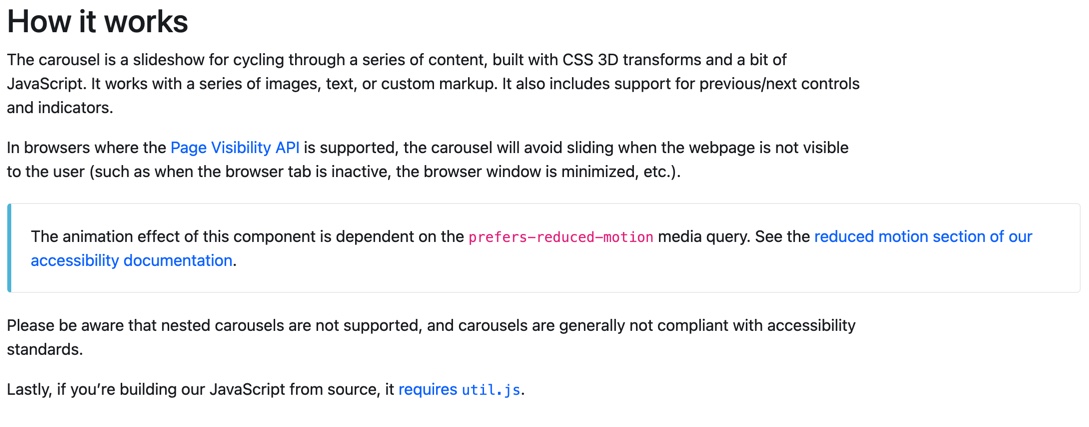 How it works
The carousel is a slideshow for cycling through a series of content, built with CSS 3D transforms and a bit of
JavaScript. It works with a series of images, text, or custom markup. It also includes support for previous/next controls
and indicators.
In browsers where the Page Visibility API is supported, the carousel will avoid sliding when the webpage is not visible
to the user (such as when the browser tab is inactive, the browser window is minimized, etc.).
The animation effect of this component is dependent on the prefers-reduced-motion media query. See the reduced motion section of our
accessibility documentation.
Please be aware that nested carousels are not supported, and carousels are generally not compliant with accessibility
standards.
Lastly, if you’re building our JavaScript from source, it requires util.js.